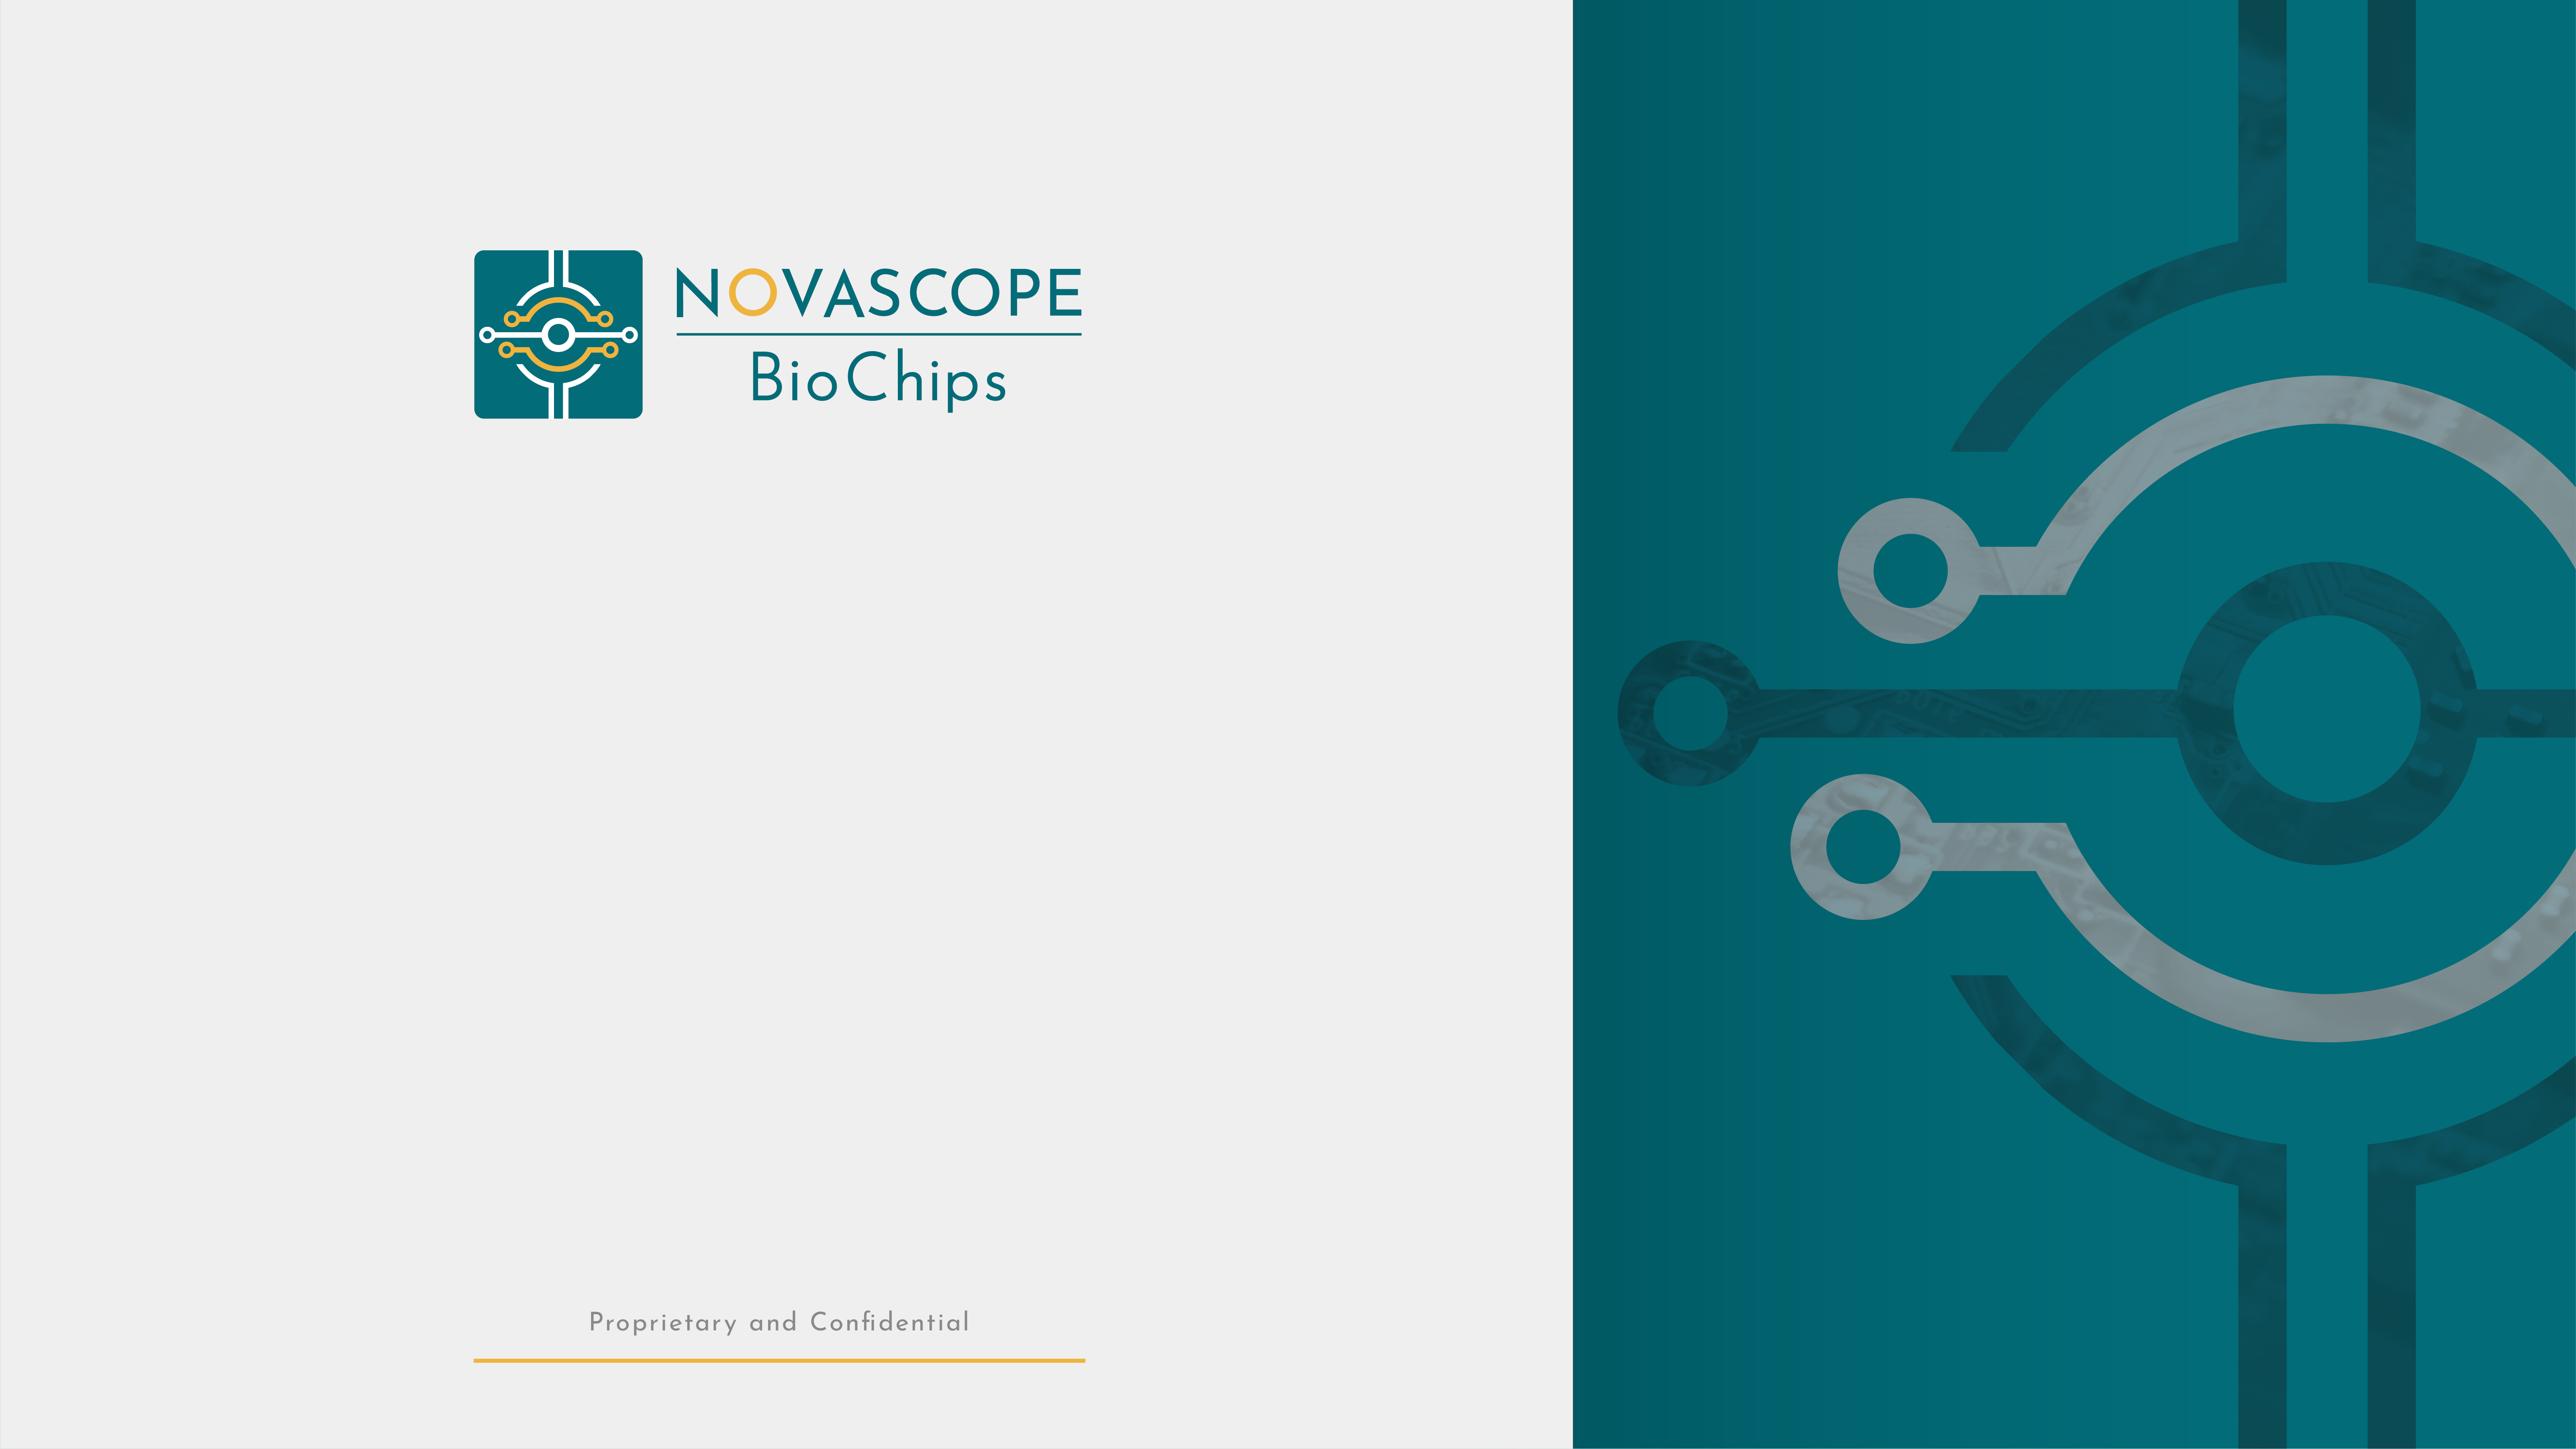 NOVASCOPE
BioChips
Proprietary and Confidential